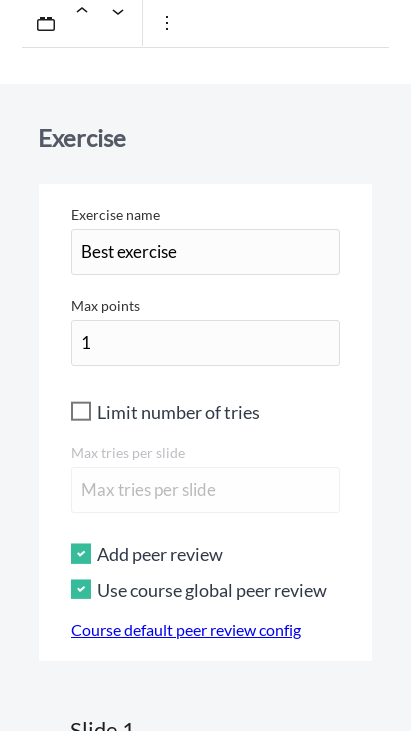 Exercise
Exercise name
Best exercise
Max points
1
Limit number of tries
Max tries per slide
Max tries per slide
Add peer review
Use course global peer review
Course default peer review config
Slide 1